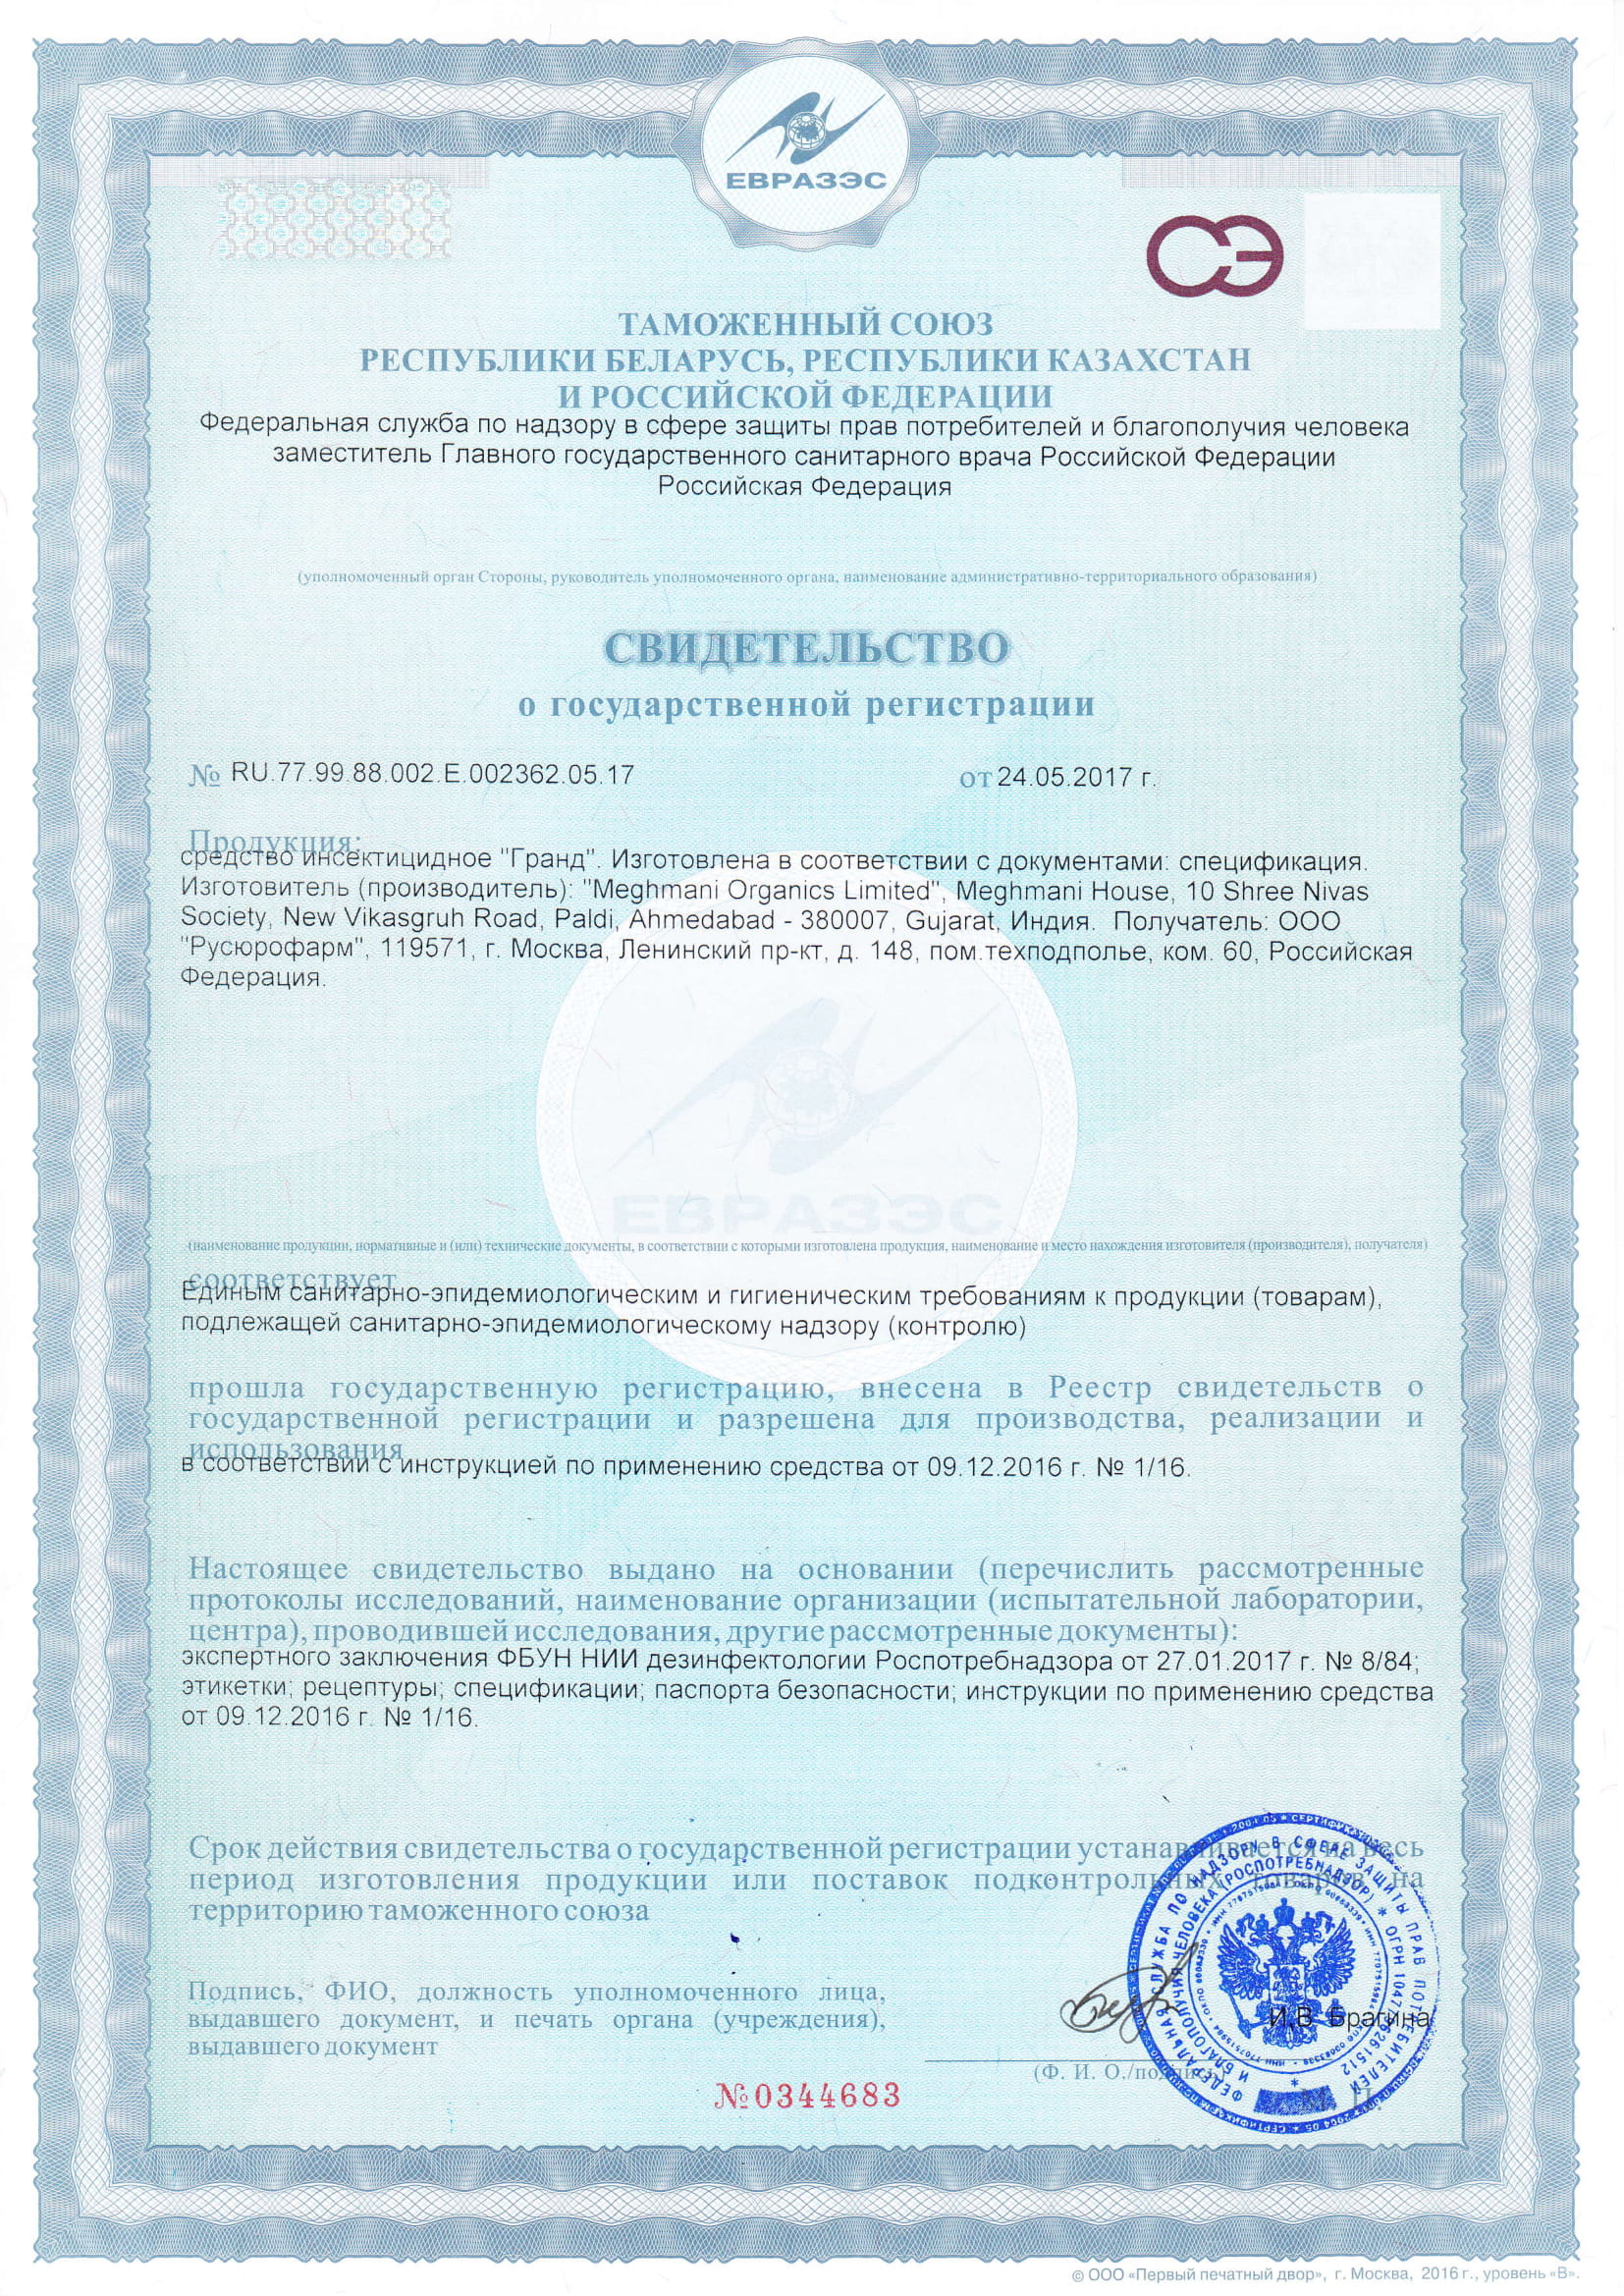 ЕВРАЗЭС
СЭ
ТАМОЖЕННЫЙ СОЮЗ
РЕСПУБЛИКИ БЕЛАРУСЬ, РЕСПУБЛИКИ КАЗАХСТАН
И РОССИЙСКОЙ ФЕДЕРАЦИИ
Федеральная служба по надзору в сфере защиты прав потребителей и благополучия человека
заместитель Главного государственного санитарного врача Российской Федерации
Российская Федерация
(уполномоченный орган Стороны, руководитель уполномоченного органа, наименование административно-территориального образования)
СВИДЕТЕЛЬСТВО
о государственной регистрации
№ RU.77.99.88.002.Е.002362.05.17 от 24.05.2017 г.
Продукция:
средство инсектицидное "Гранд". Изготовлена в соответствии с документами: спецификация.
Изготовитель (производитель): "Meghmani Organics Limited", Meghmani House, 10 Shree Nivas
Society, New Vikasgruh Road, Paldi, Ahmedabad - 380007, Gujarat, Индия. Получатель: ООО
"Русюрофарм", 119571, г. Москва, Ленинский пр-кт, д. 148, пом.техподполье, ком. 60, Российская
Федерация.
ЕВРАЗЭС
(наименование продукции, нормативные и (или) технические документы, в соответствии с которыми изготовлена продукция, наименование и место нахождения изготовителя (производителя), получателя)
соответствует
Единым санитарно-эпидемиологическим и гигиеническим требованиям к продукции (товарам),
подлежащей санитарно-эпидемиологическому надзору (контролю)
прошла государственную регистрацию, внесена в Реестр свидетельств о
государственной регистрации и разрешена для производства, реализации и
использования
в соответствии с инструкцией по применению средства от 09.12.2016 г. № 1/16.
Настоящее свидетельство выдано на основании (перечислить рассмотренные
протоколы исследований, наименование организации (испытательной лаборатории,
центра), проводившей исследования, другие рассмотренные документы):
экспертного заключения ФБУН НИИ дезинфектологии Роспотребнадзора от 27.01.2017 г. № 8/84;
этикетки; рецептуры; спецификации; паспорта безопасности; инструкции по применению средства
от 09.12.2016 г. № 1/16.
Срок действия свидетельства о государственной регистрации устанавливается на весь
период изготовления продукции или поставок подконтрольных товаров на
территорию таможенного союза
Подпись, ФИО, должность уполномоченного лица,
выдавшего документ, и печать органа (учреждения),
выдавшего документ
И.В. Брагина
(Ф. И. О./подпись)
ФЕДЕРАЛЬНАЯ СЛУЖБА ПО НАДЗОРУ В СФЕРЕ ЗАЩИТЫ ПРАВ ПОТРЕБИТЕЛЕЙ
И БЛАГОПОЛУЧИЯ ЧЕЛОВЕКА (РОСПОТРЕБНАДЗОР) * ОГРН 1047796261512
№0344683
© ООО «Первый печатный двор», г. Москва, 2016 г., уровень «В».